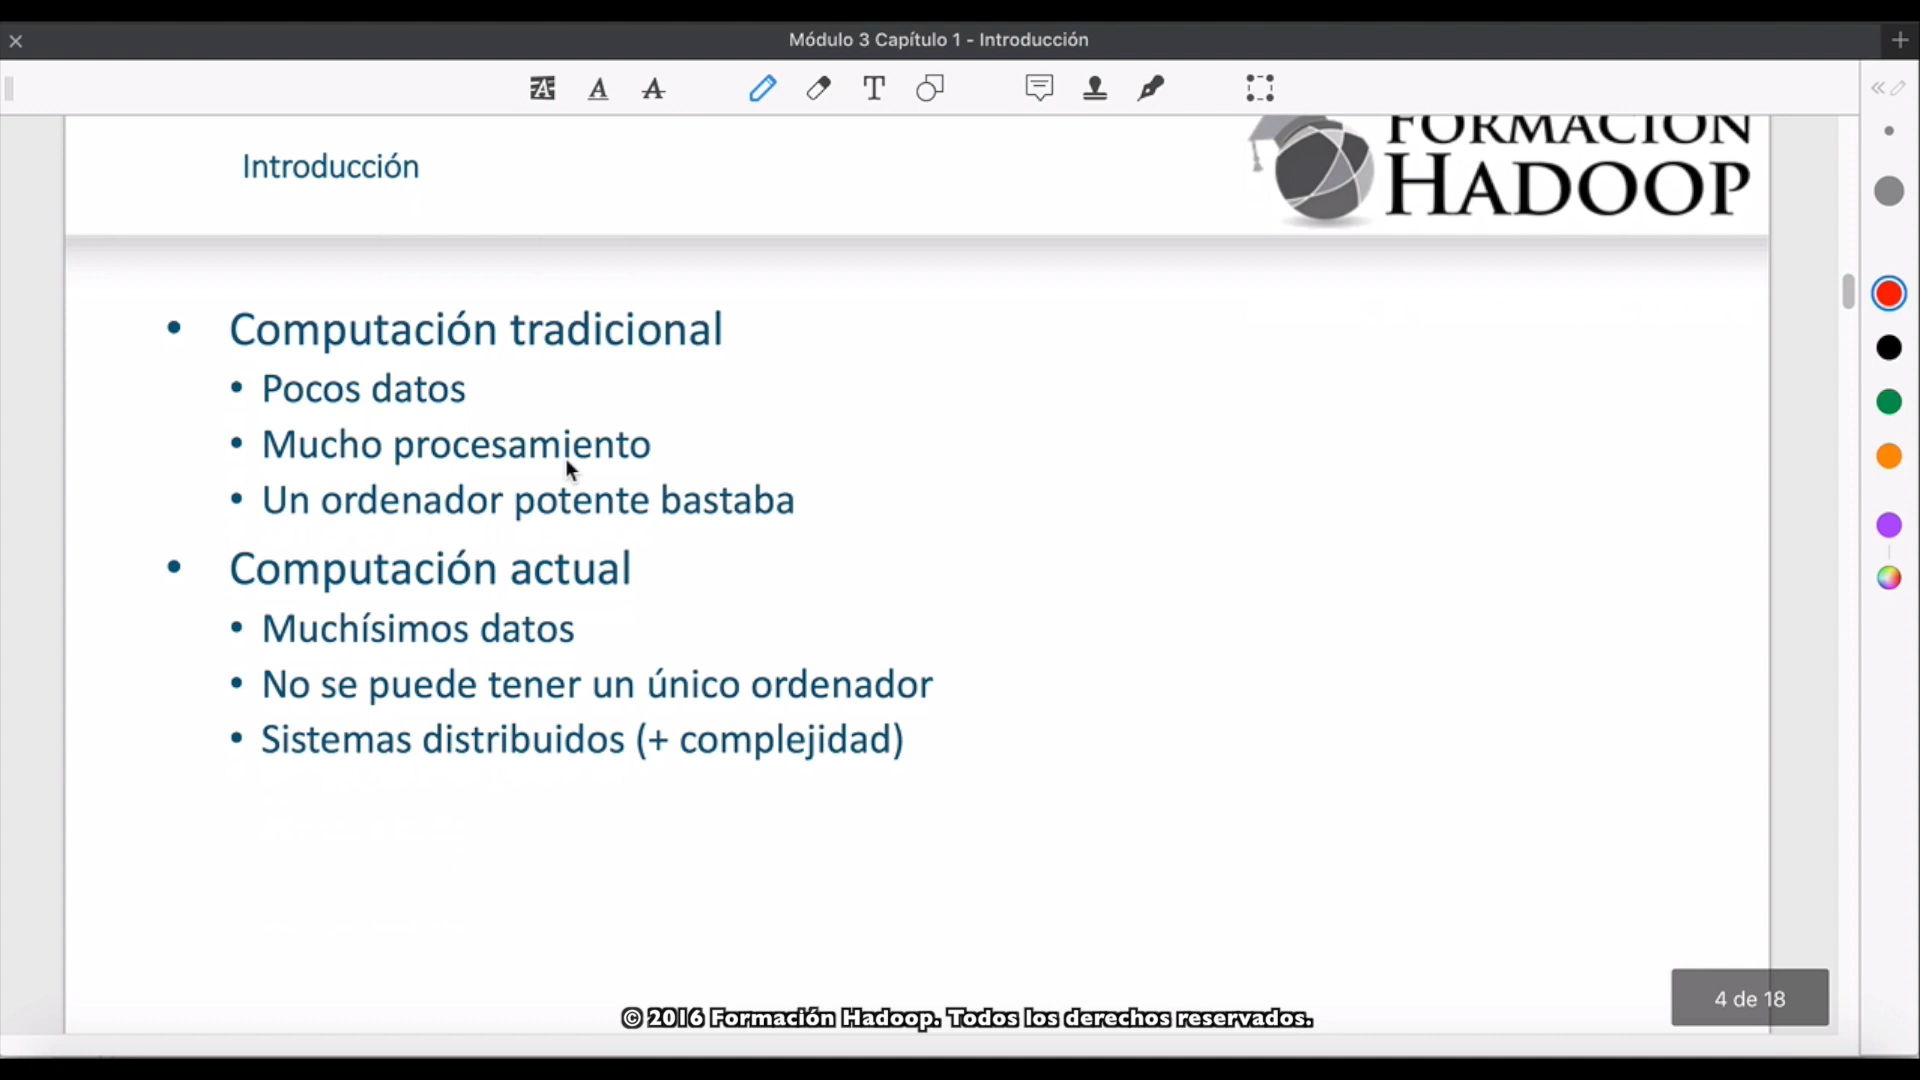 Módulo 3 Capítulo 1 - Introducción
Introducción
FORMACIÓN
HADOOP
• Computación tradicional
• Pocos datos
• Mucho procesamiento
• Un ordenador potente bastaba
• Computación actual
• Muchísimos datos
• No se puede tener un único ordenador
• Sistemas distribuidos (+ complejidad)
4 de 18
© 2016 Formación Hadoop. Todos los derechos reservados.